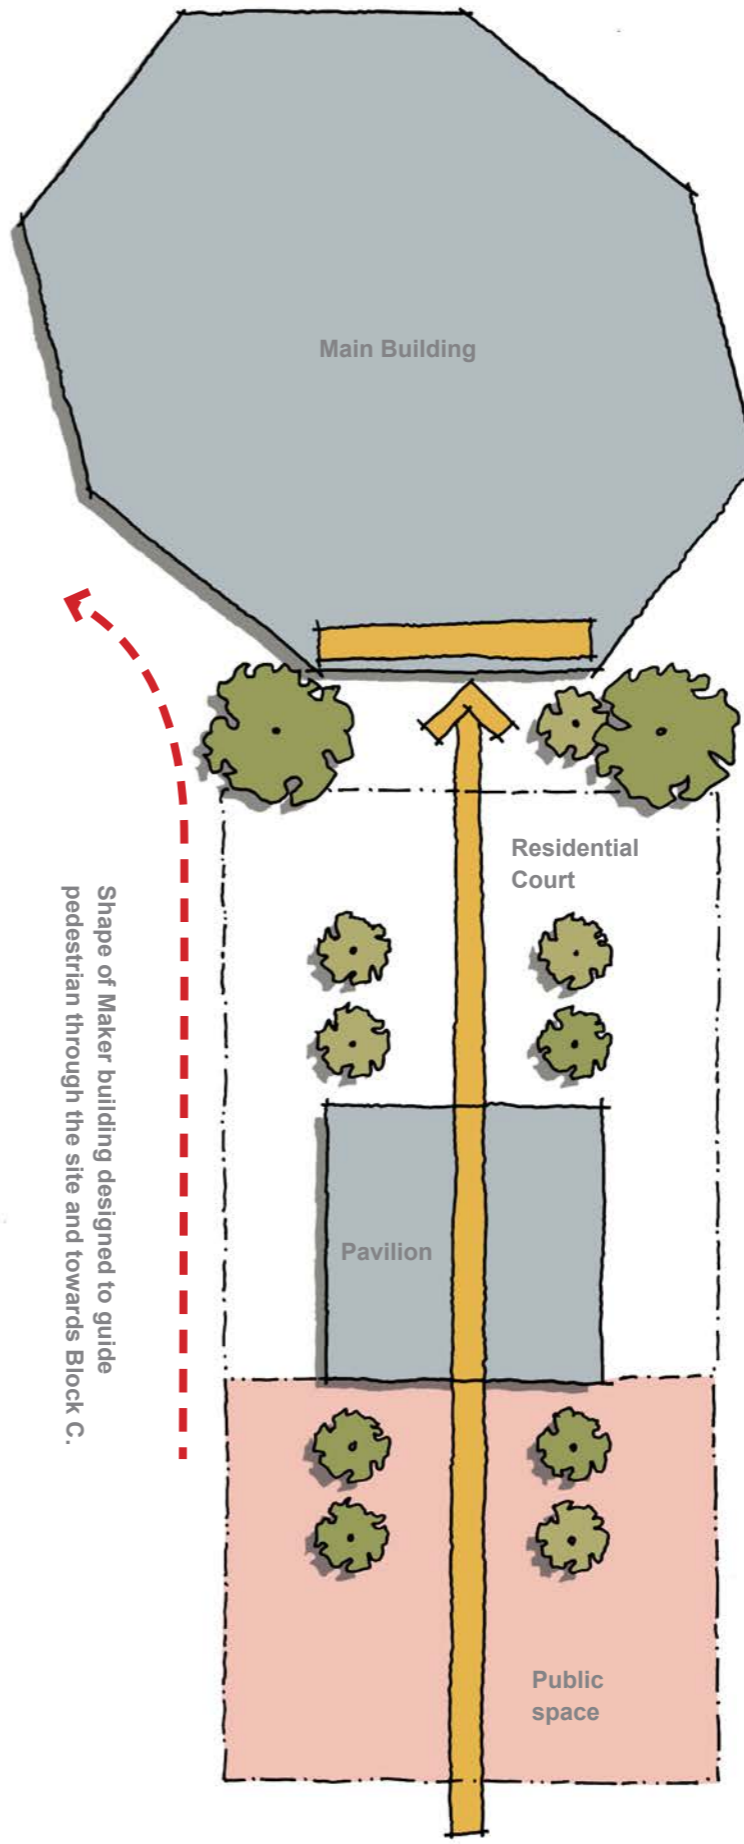 Main Building
Residential
Court
Shape of Maker building designed to guide
pedestrian through the site and towards Block C.
Pavilion
Public
space